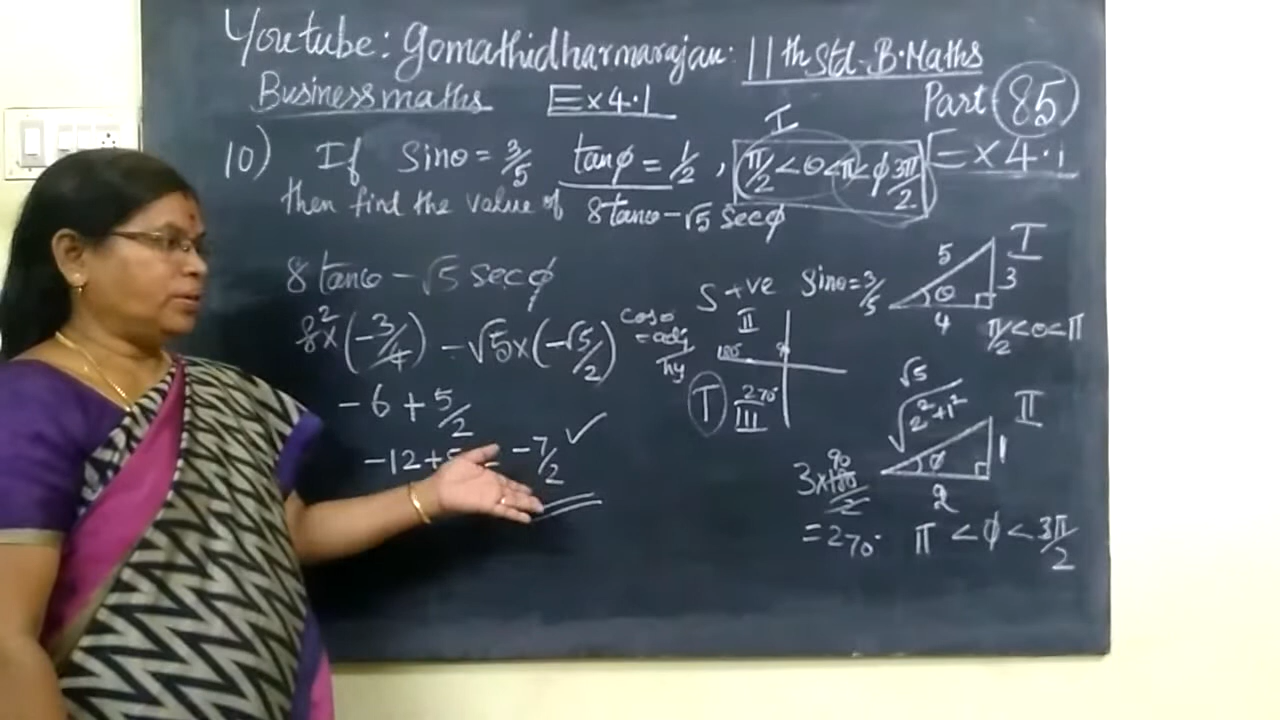 Youtube: gomathidharmarajan. 11th Std. B.Maths
Business maths Ex 4.1 Part 85
10) If Sinθ = 3/5 tanϕ = 1/2 , π/2 < θ < π < ϕ 3π/2 Ex 4.1
I
then find the value of 8 tanθ - √5 secϕ
8 tanθ - √5 secϕ
8 2 × (-3/4) - √5 × (-√5/2)
-6 + 5/2
-12+5 = -7/2 ✓
cosθ
= adj
hy
S +ve
II
180°
T III 270°
Sinθ = 3/5
5 3 θ 4 I
π/2 < θ < π
√5
√2²+1² 1 ϕ 2 II
3×180/2 90
= 270°
π < ϕ < 3π/2